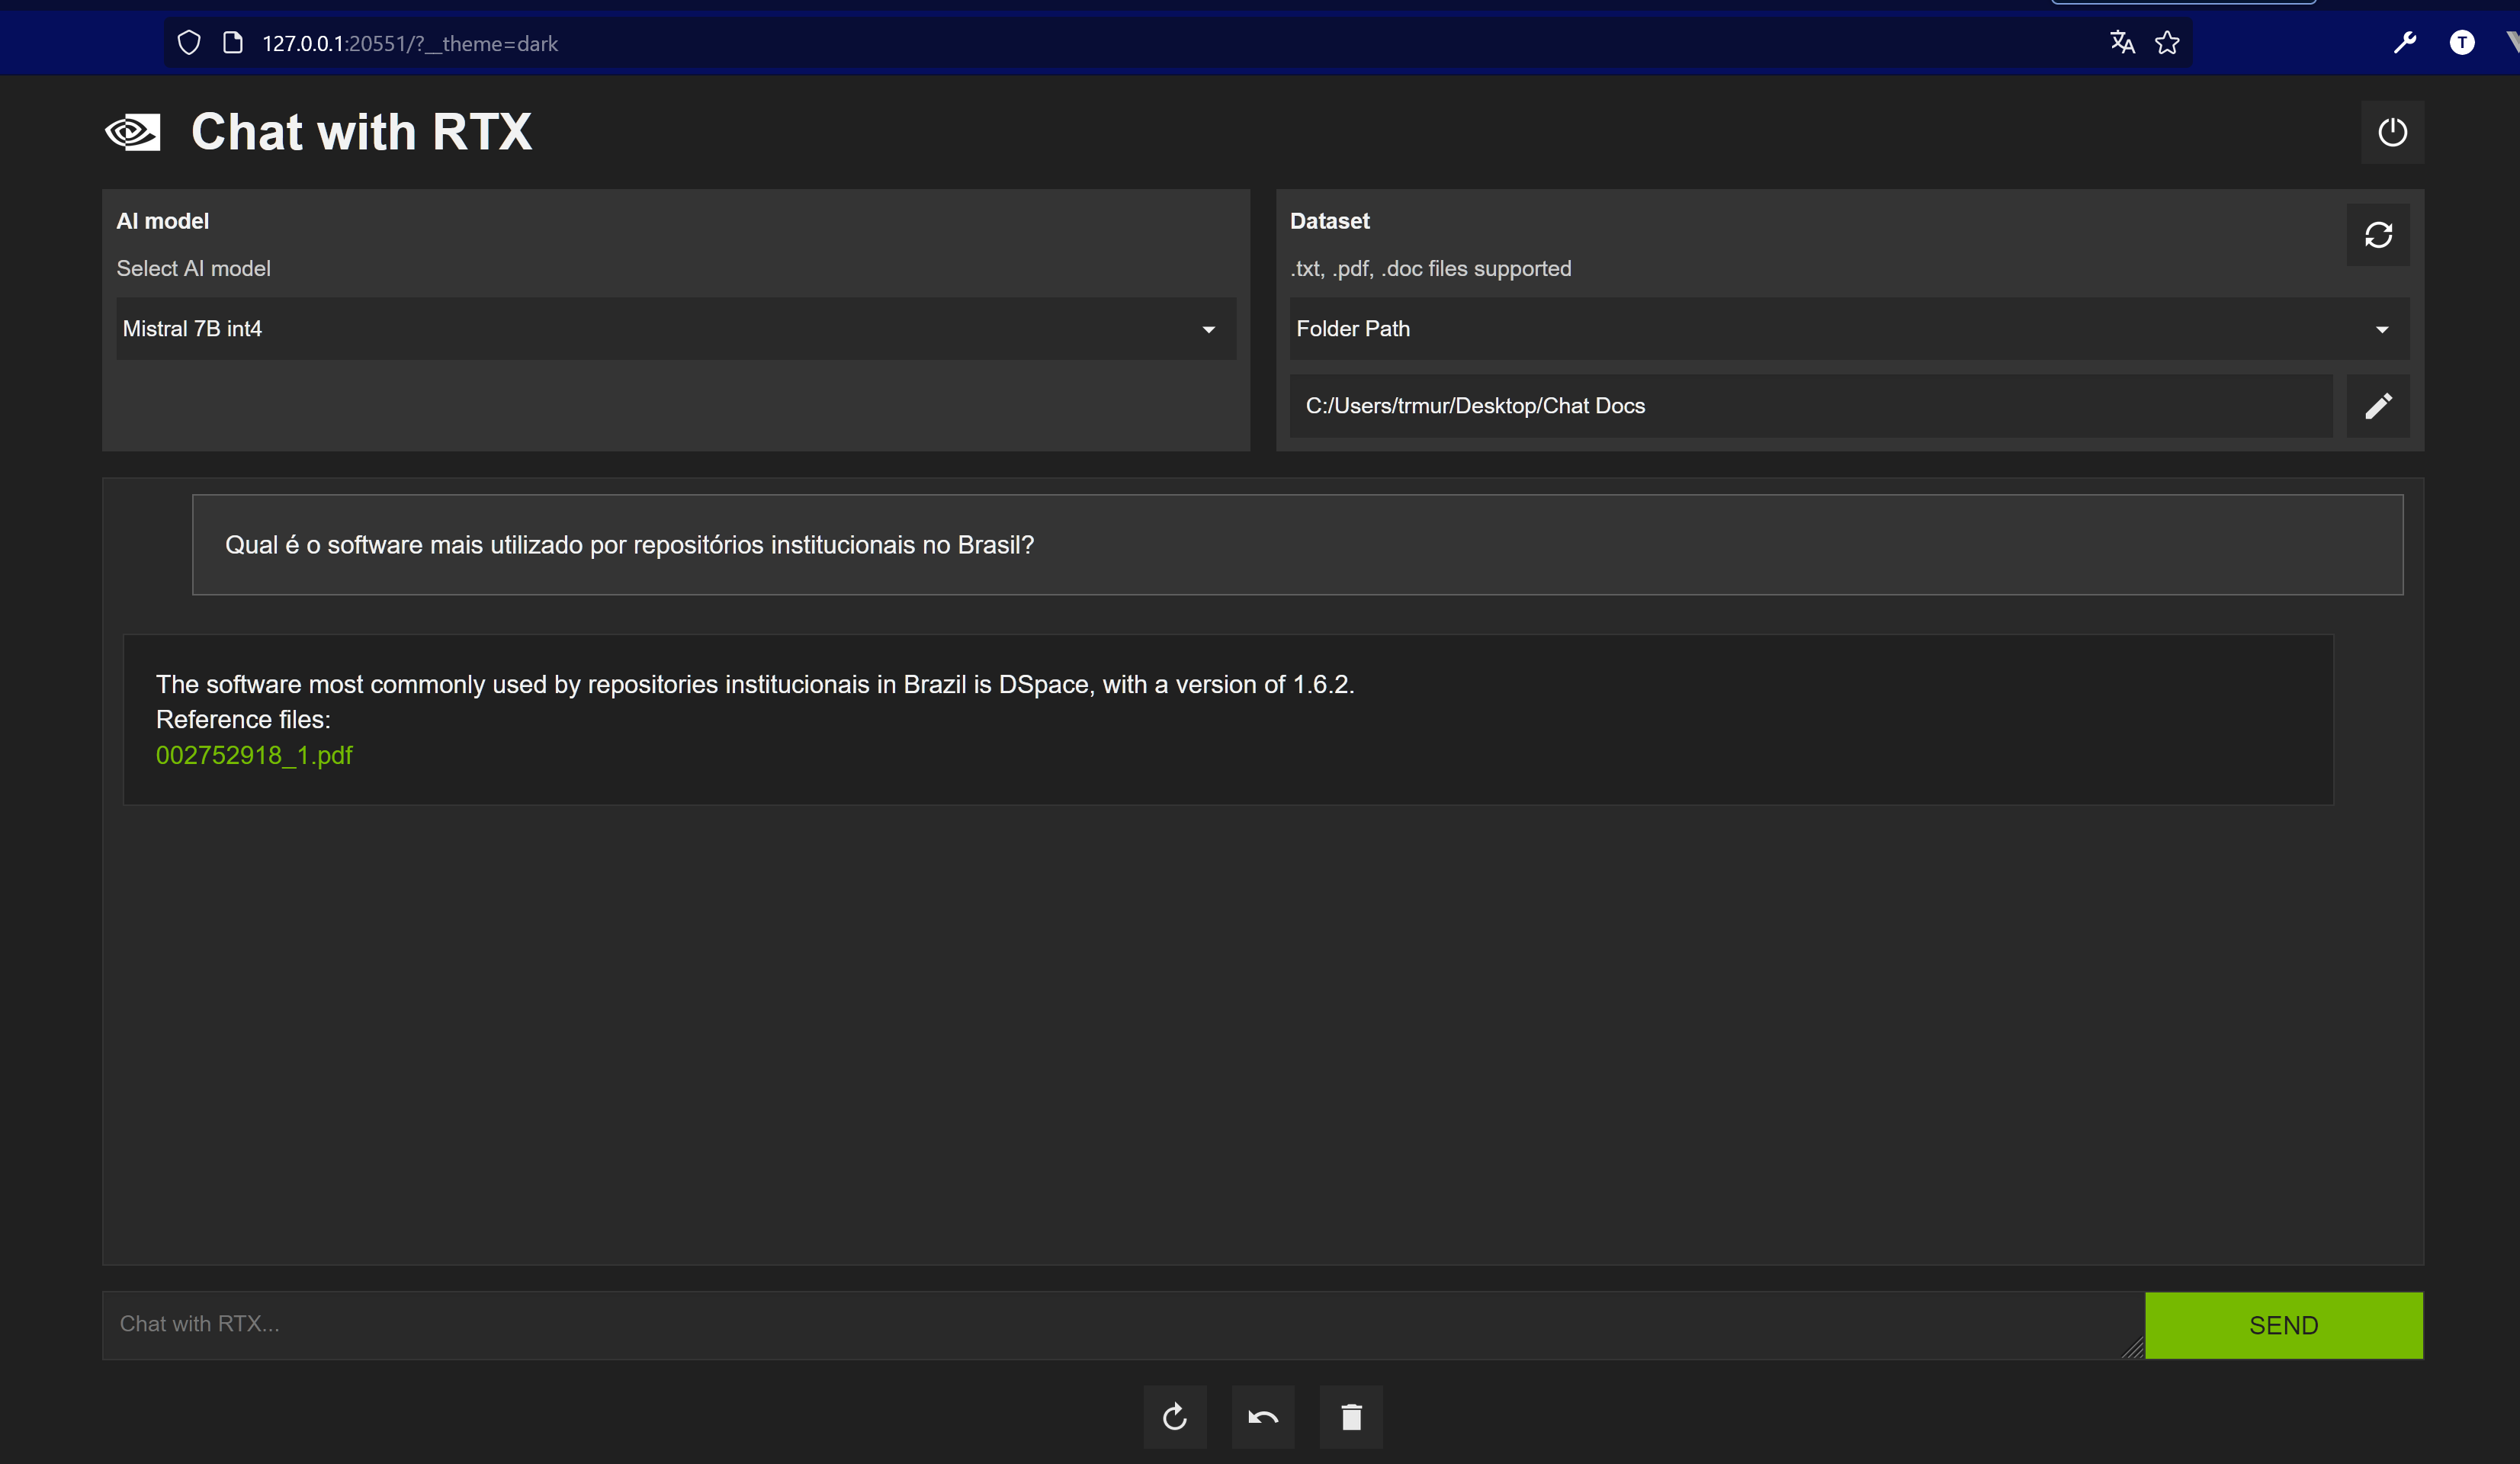 127.0.0.1:20551/?__theme=dark
T
Chat with RTX
AI model
Select AI model
Mistral 7B int4
Dataset
.txt, .pdf, .doc files supported
Folder Path
C:/Users/trmur/Desktop/Chat Docs
Qual é o software mais utilizado por repositórios institucionais no Brasil?
The software most commonly used by repositories institucionais in Brazil is DSpace, with a version of 1.6.2.
Reference files:
002752918_1.pdf
Chat with RTX...
SEND